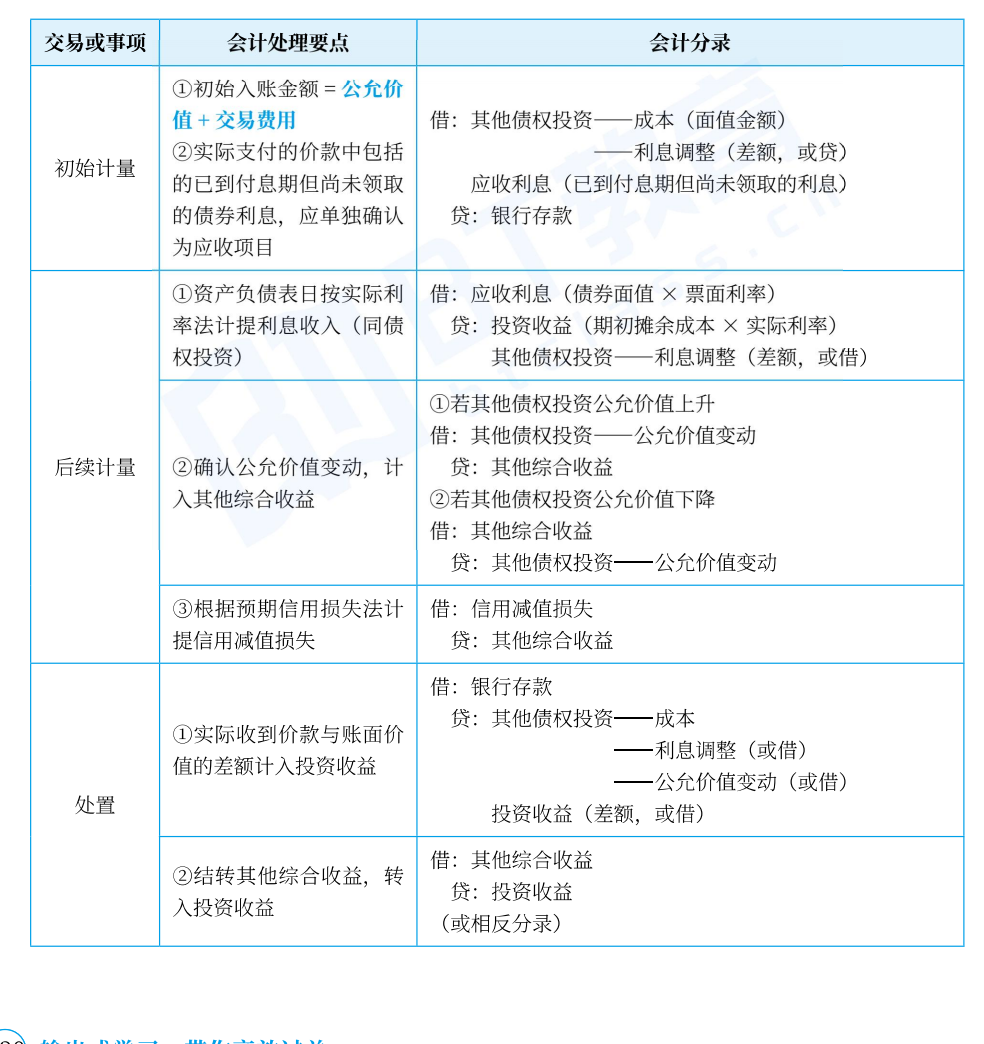 交易或事项
会计处理要点
会计分录
初始计量
①初始入账金额 = 公允价
值 + 交易费用
②实际支付的价款中包括
的已到付息期但尚未领取
的债券利息，应单独确认
为应收项目
借：其他债权投资——成本（面值金额）
——利息调整（差额，或贷）
应收利息（已到付息期但尚未领取的利息）
贷：银行存款
后续计量
①资产负债表日按实际利
率法计提利息收入（同债
权投资）
借：应收利息（债券面值 × 票面利率）
贷：投资收益（期初摊余成本 × 实际利率）
其他债权投资——利息调整（差额，或借）
②确认公允价值变动，计
入其他综合收益
①若其他债权投资公允价值上升
借：其他债权投资——公允价值变动
贷：其他综合收益
②若其他债权投资公允价值下降
借：其他综合收益
贷：其他债权投资——公允价值变动
③根据预期信用损失法计
提信用减值损失
借：信用减值损失
贷：其他综合收益
处置
①实际收到价款与账面价
值的差额计入投资收益
借：银行存款
贷：其他债权投资——成本
——利息调整（或借）
——公允价值变动（或借）
投资收益（差额，或借）
②结转其他综合收益，转
入投资收益
借：其他综合收益
贷：投资收益
（或相反分录）